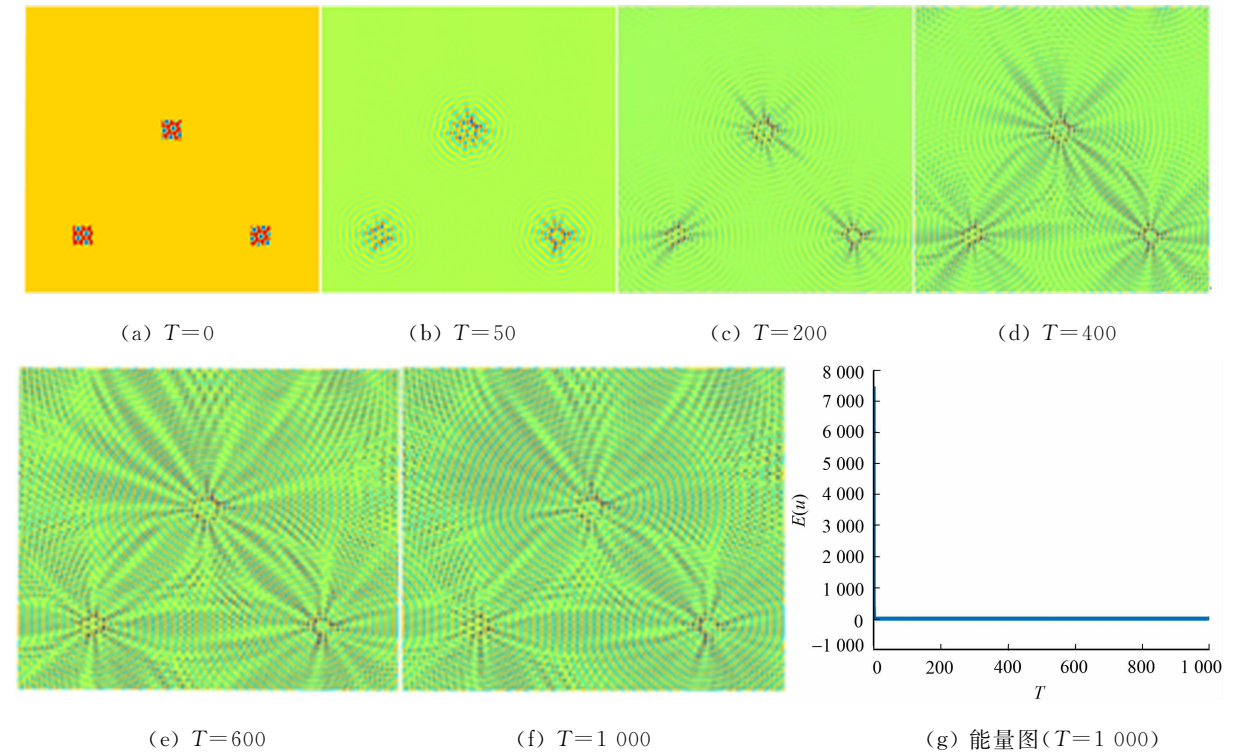 (a) T=0
(b) T=50
(c) T=200
(d) T=400
8 000
7 000
6 000
5 000
4 000
3 000
2 000
1 000
0
−1 000
E(u)
0 200 400 600 800 1 000
T
(e) T=600
(f) T=1 000
(g) 能量图(T=1 000)